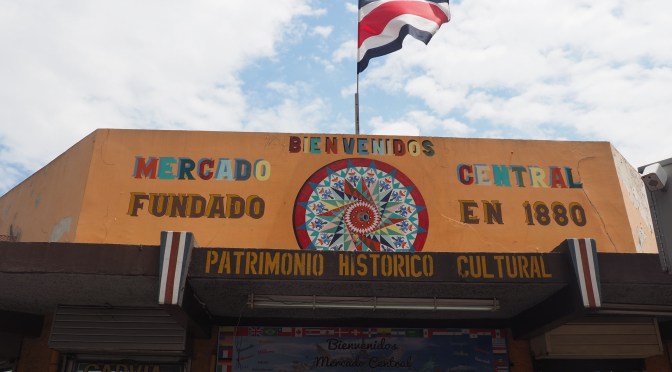 BIENVENIDOS
MERCADO CENTRAL
FUNDADO EN 1880
PATRIMONIO HISTORICO CULTURAL
Bienvenidos
Mercado Central